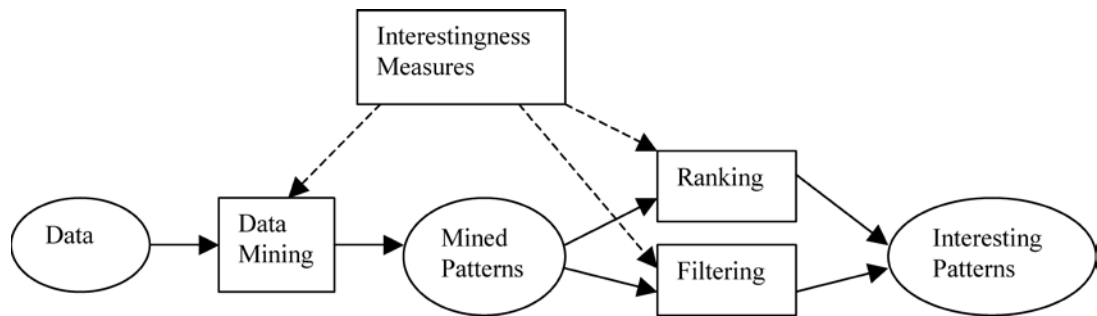 Interestingness
Measures
Data
Data
Mining
Mined
Patterns
Ranking
Filtering
Interesting
Patterns